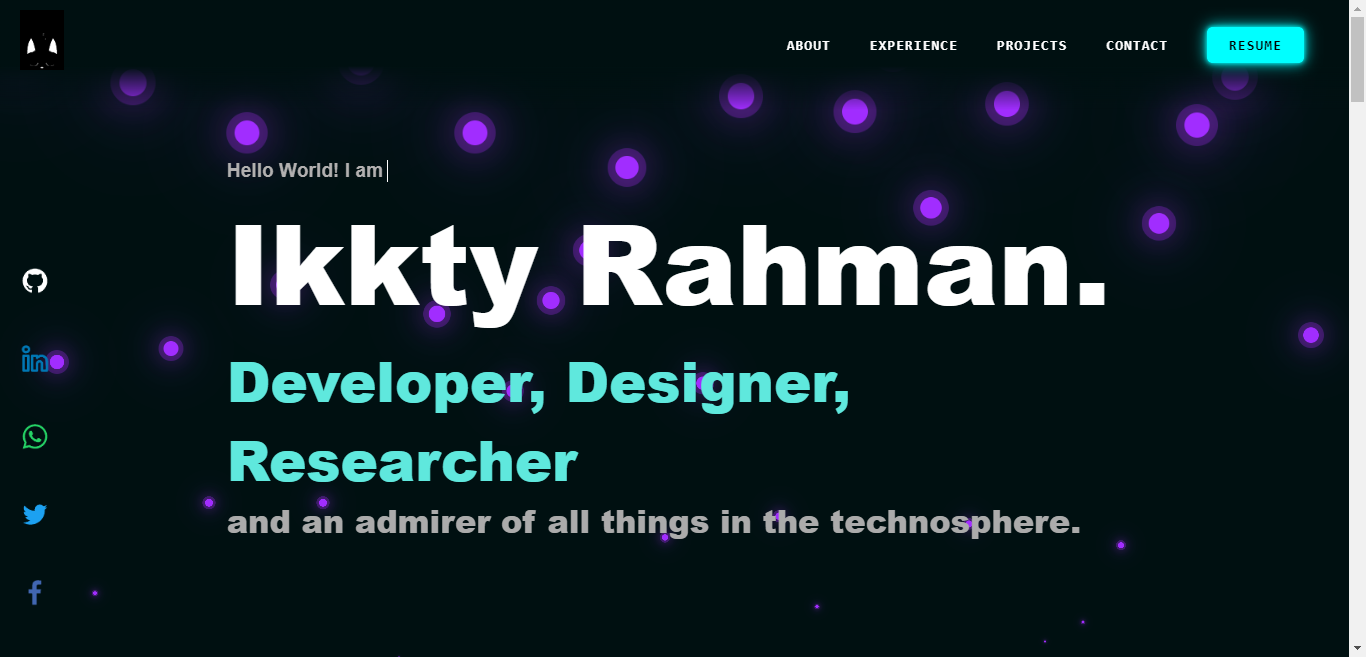 ABOUT EXPERIENCE PROJECTS CONTACT RESUME
Hello World! I am
Ikkty Rahman.
Developer, Designer,
Researcher
and an admirer of all things in the technosphere.